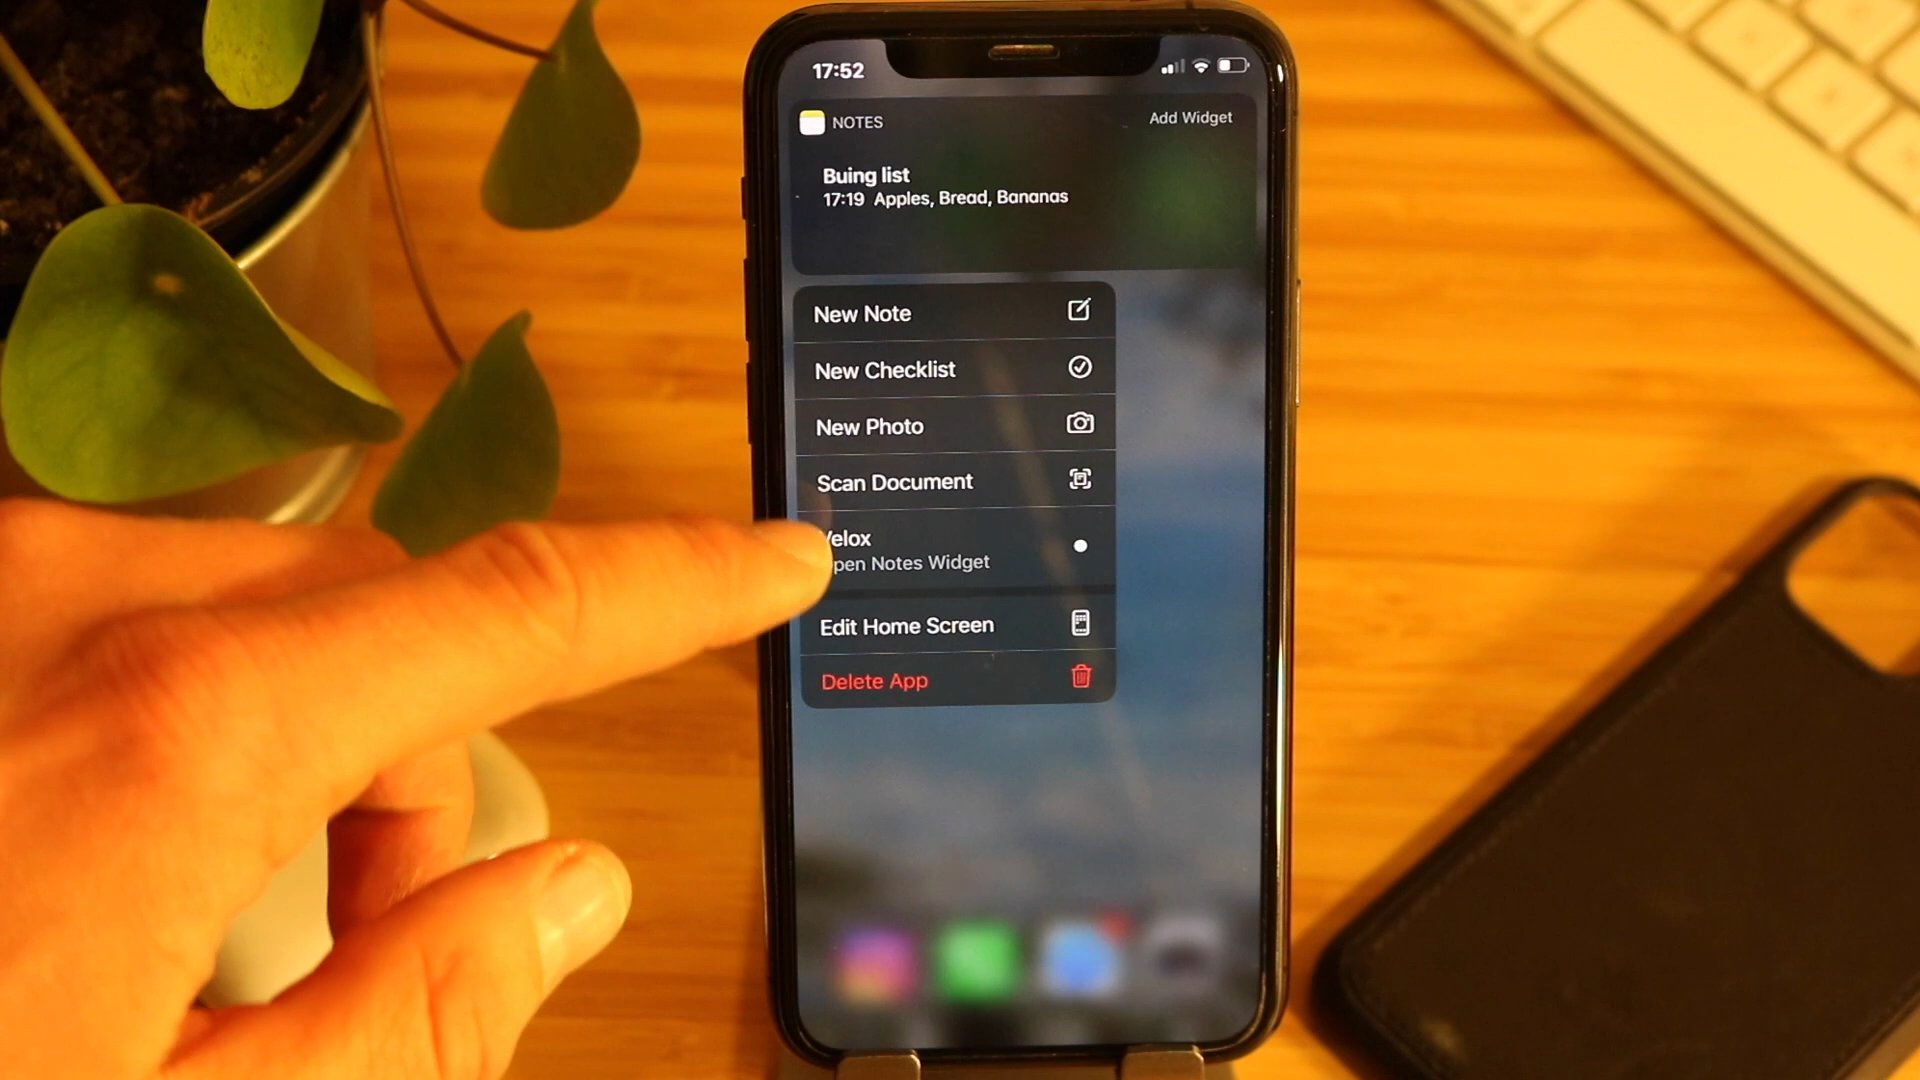 17:52
NOTES
Add Widget
Buing list
17:19 Apples, Bread, Bananas
New Note
New Checklist
New Photo
Scan Document
Velox
pen Notes Widget
Edit Home Screen
Delete App